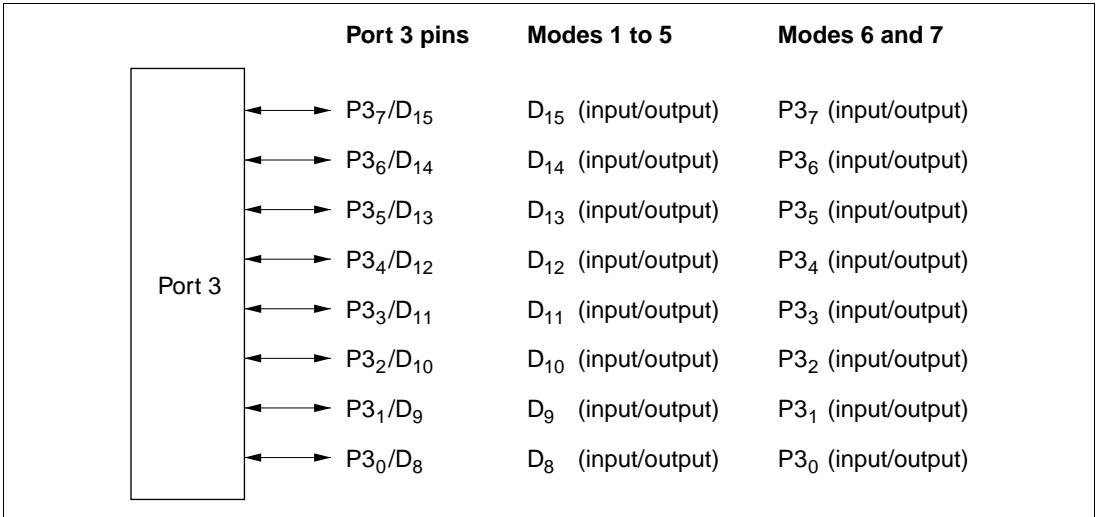 Port 3 pins Modes 1 to 5 Modes 6 and 7
P3₇/D₁₅ D₁₅ (input/output) P3₇ (input/output)
P3₆/D₁₄ D₁₄ (input/output) P3₆ (input/output)
P3₅/D₁₃ D₁₃ (input/output) P3₅ (input/output)
P3₄/D₁₂ D₁₂ (input/output) P3₄ (input/output)
Port 3
P3₃/D₁₁ D₁₁ (input/output) P3₃ (input/output)
P3₂/D₁₀ D₁₀ (input/output) P3₂ (input/output)
P3₁/D₉ D₉ (input/output) P3₁ (input/output)
P3₀/D₈ D₈ (input/output) P3₀ (input/output)